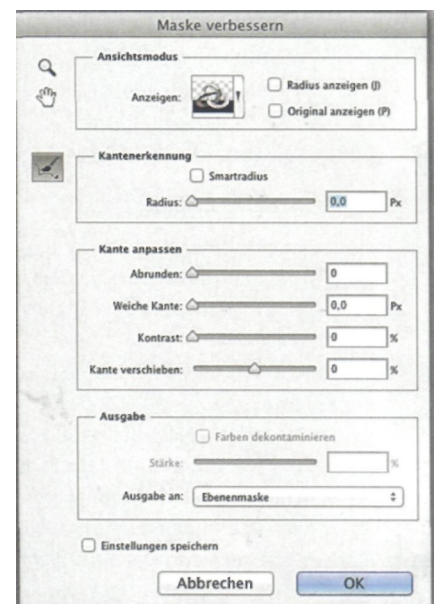 Maske verbessern
Ansichtsmodus
Anzeigen:
Radius anzeigen (J)
Original anzeigen (P)
Kantenerkennung
Smartradius
Radius: 0,0 Px
Kante anpassen
Abrunden: 0
Weiche Kante: 0,0 Px
Kontrast: 0 %
Kante verschieben: 0 %
Ausgabe
Farben dekontaminieren
Stärke: %
Ausgabe an: Ebenenmaske
Einstellungen speichern
Abbrechen OK